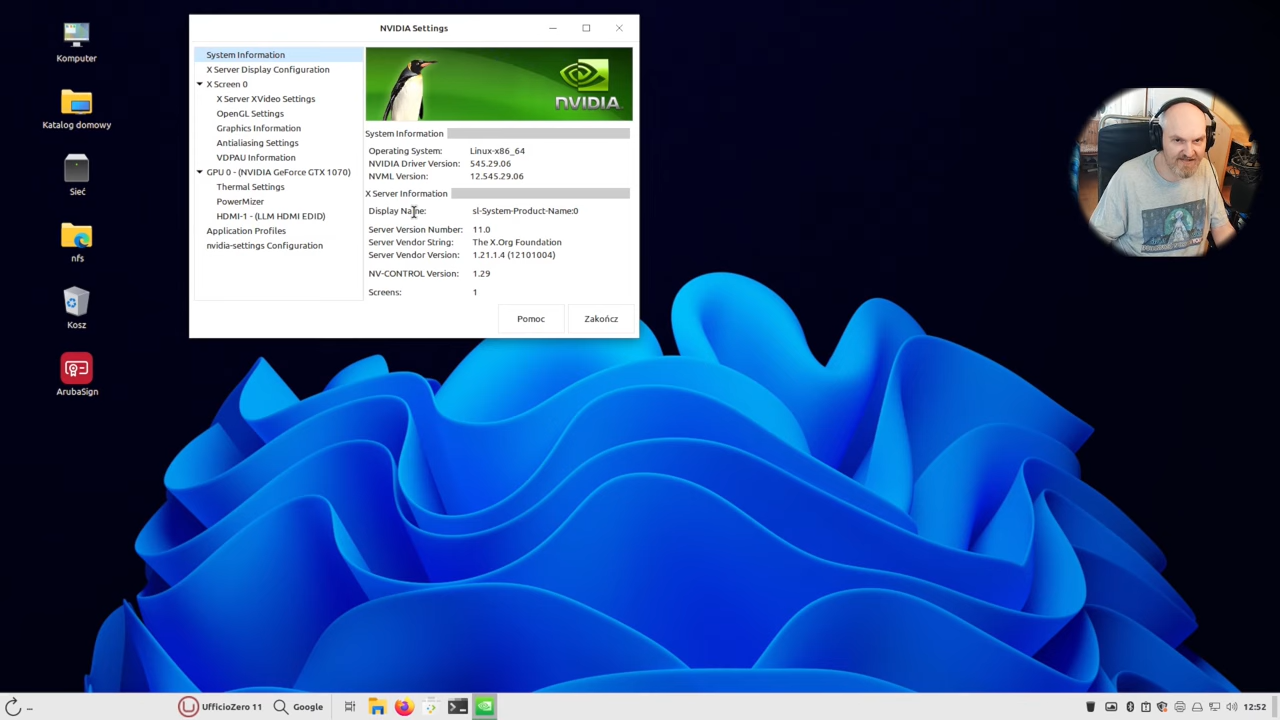 NVIDIA Settings
System Information
X Server Display Configuration
X Screen 0
X Server XVideo Settings
OpenGL Settings
Graphics Information
Antialiasing Settings
VDPAU Information
GPU 0 - (NVIDIA GeForce GTX 1070)
Thermal Settings
PowerMizer
HDMI-1 - (LLM HDMI EDID)
Application Profiles
nvidia-settings Configuration
NVIDIA.
System Information
Operating System: Linux-x86_64
NVIDIA Driver Version: 545.29.06
NVML Version: 12.545.29.06
X Server Information
Display Name: sl-System-Product-Name:0
Server Version Number: 11.0
Server Vendor String: The X.Org Foundation
Server Vendor Version: 1.21.1.4 (12101004)
NV-CONTROL Version: 1.29
Screens: 1
Pomoc Zakończ
Komputer
Katalog domowy
Sieć
nfs
Kosz
ArubaSign
... UfficioZero 11 Google 12:52